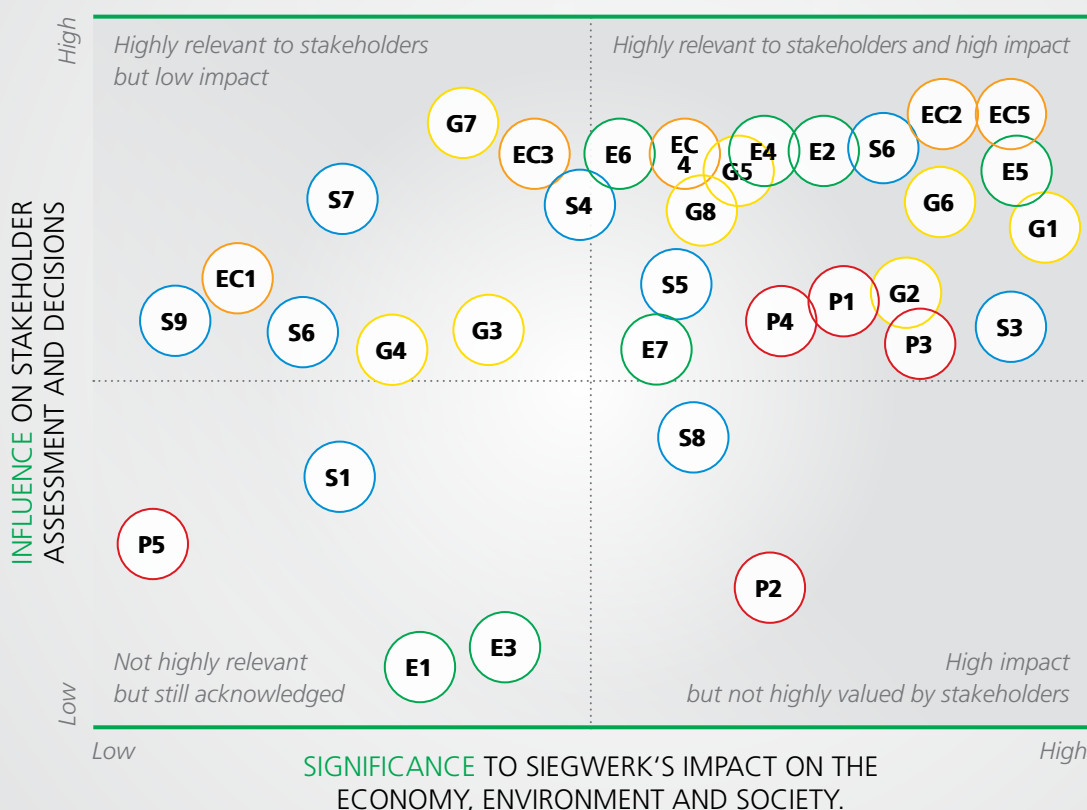 High
Highly relevant to stakeholders
but low impact
Highly relevant to stakeholders and high impact
G7
EC3
E6
EC
4
G5
E4
E2
S6
EC2
EC5
E5
S7
S4
G8
G6
G1
EC1
S9
S6
G4
G3
S5
E7
P4
P1
G2
P3
S3
S8
S1
P5
P2
E1
E3
INFLUENCE ON STAKEHOLDER
ASSESSMENT AND DECISIONS
Not highly relevant
but still acknowledged
High impact
but not highly valued by stakeholders
Low
Low
High
SIGNIFICANCE TO SIEGWERK‘S IMPACT ON THE
ECONOMY, ENVIRONMENT AND SOCIETY.